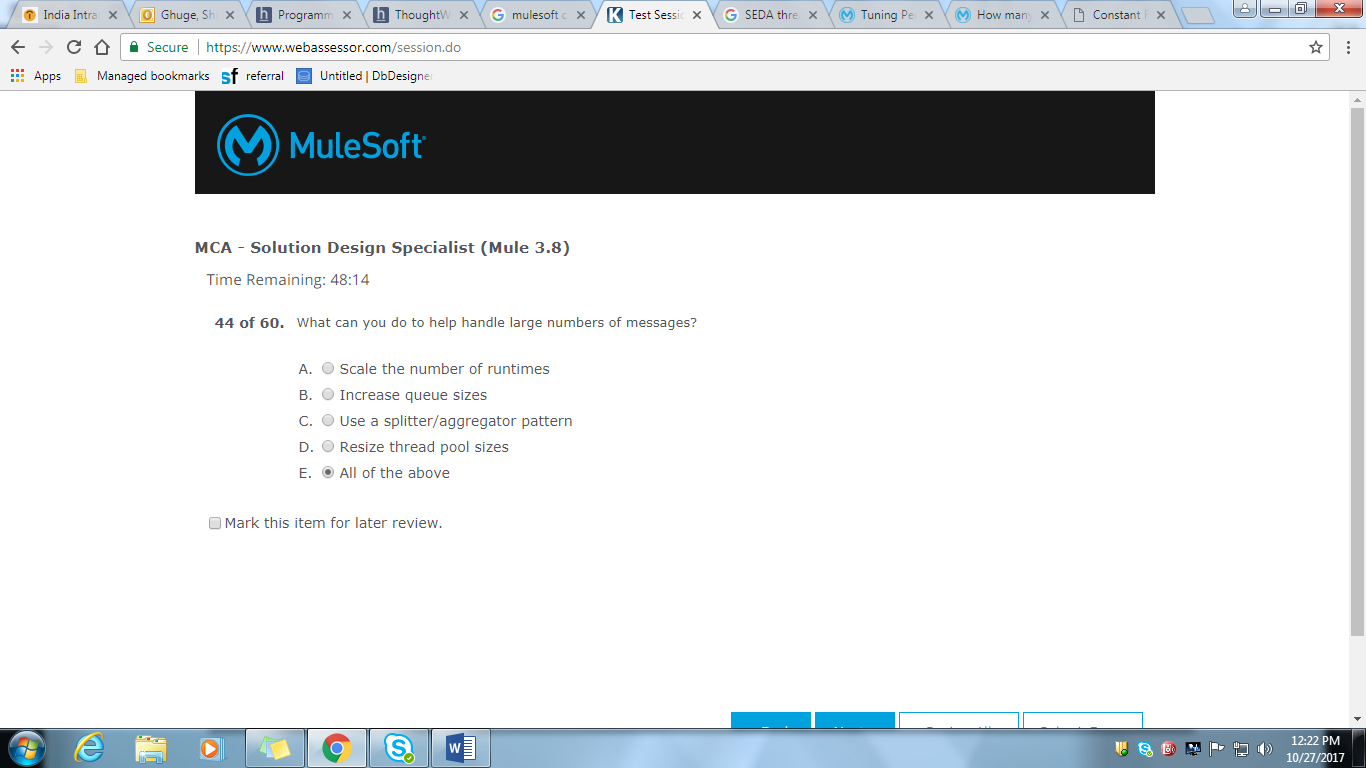 India Intra
Ghuge, Sh
Programm
ThoughtW
mulesoft c
Test Sessic
SEDA thre
Tuning Pe
How many
Constant
Secure https://www.webassessor.com/session.do
Apps Managed bookmarks sf referral Untitled | DbDesigner
MuleSoft
MCA - Solution Design Specialist (Mule 3.8)
Time Remaining: 48:14
44 of 60. What can you do to help handle large numbers of messages?
A. Scale the number of runtimes
B. Increase queue sizes
C. Use a splitter/aggregator pattern
D. Resize thread pool sizes
E. All of the above
Mark this item for later review.
12:22 PM
10/27/2017